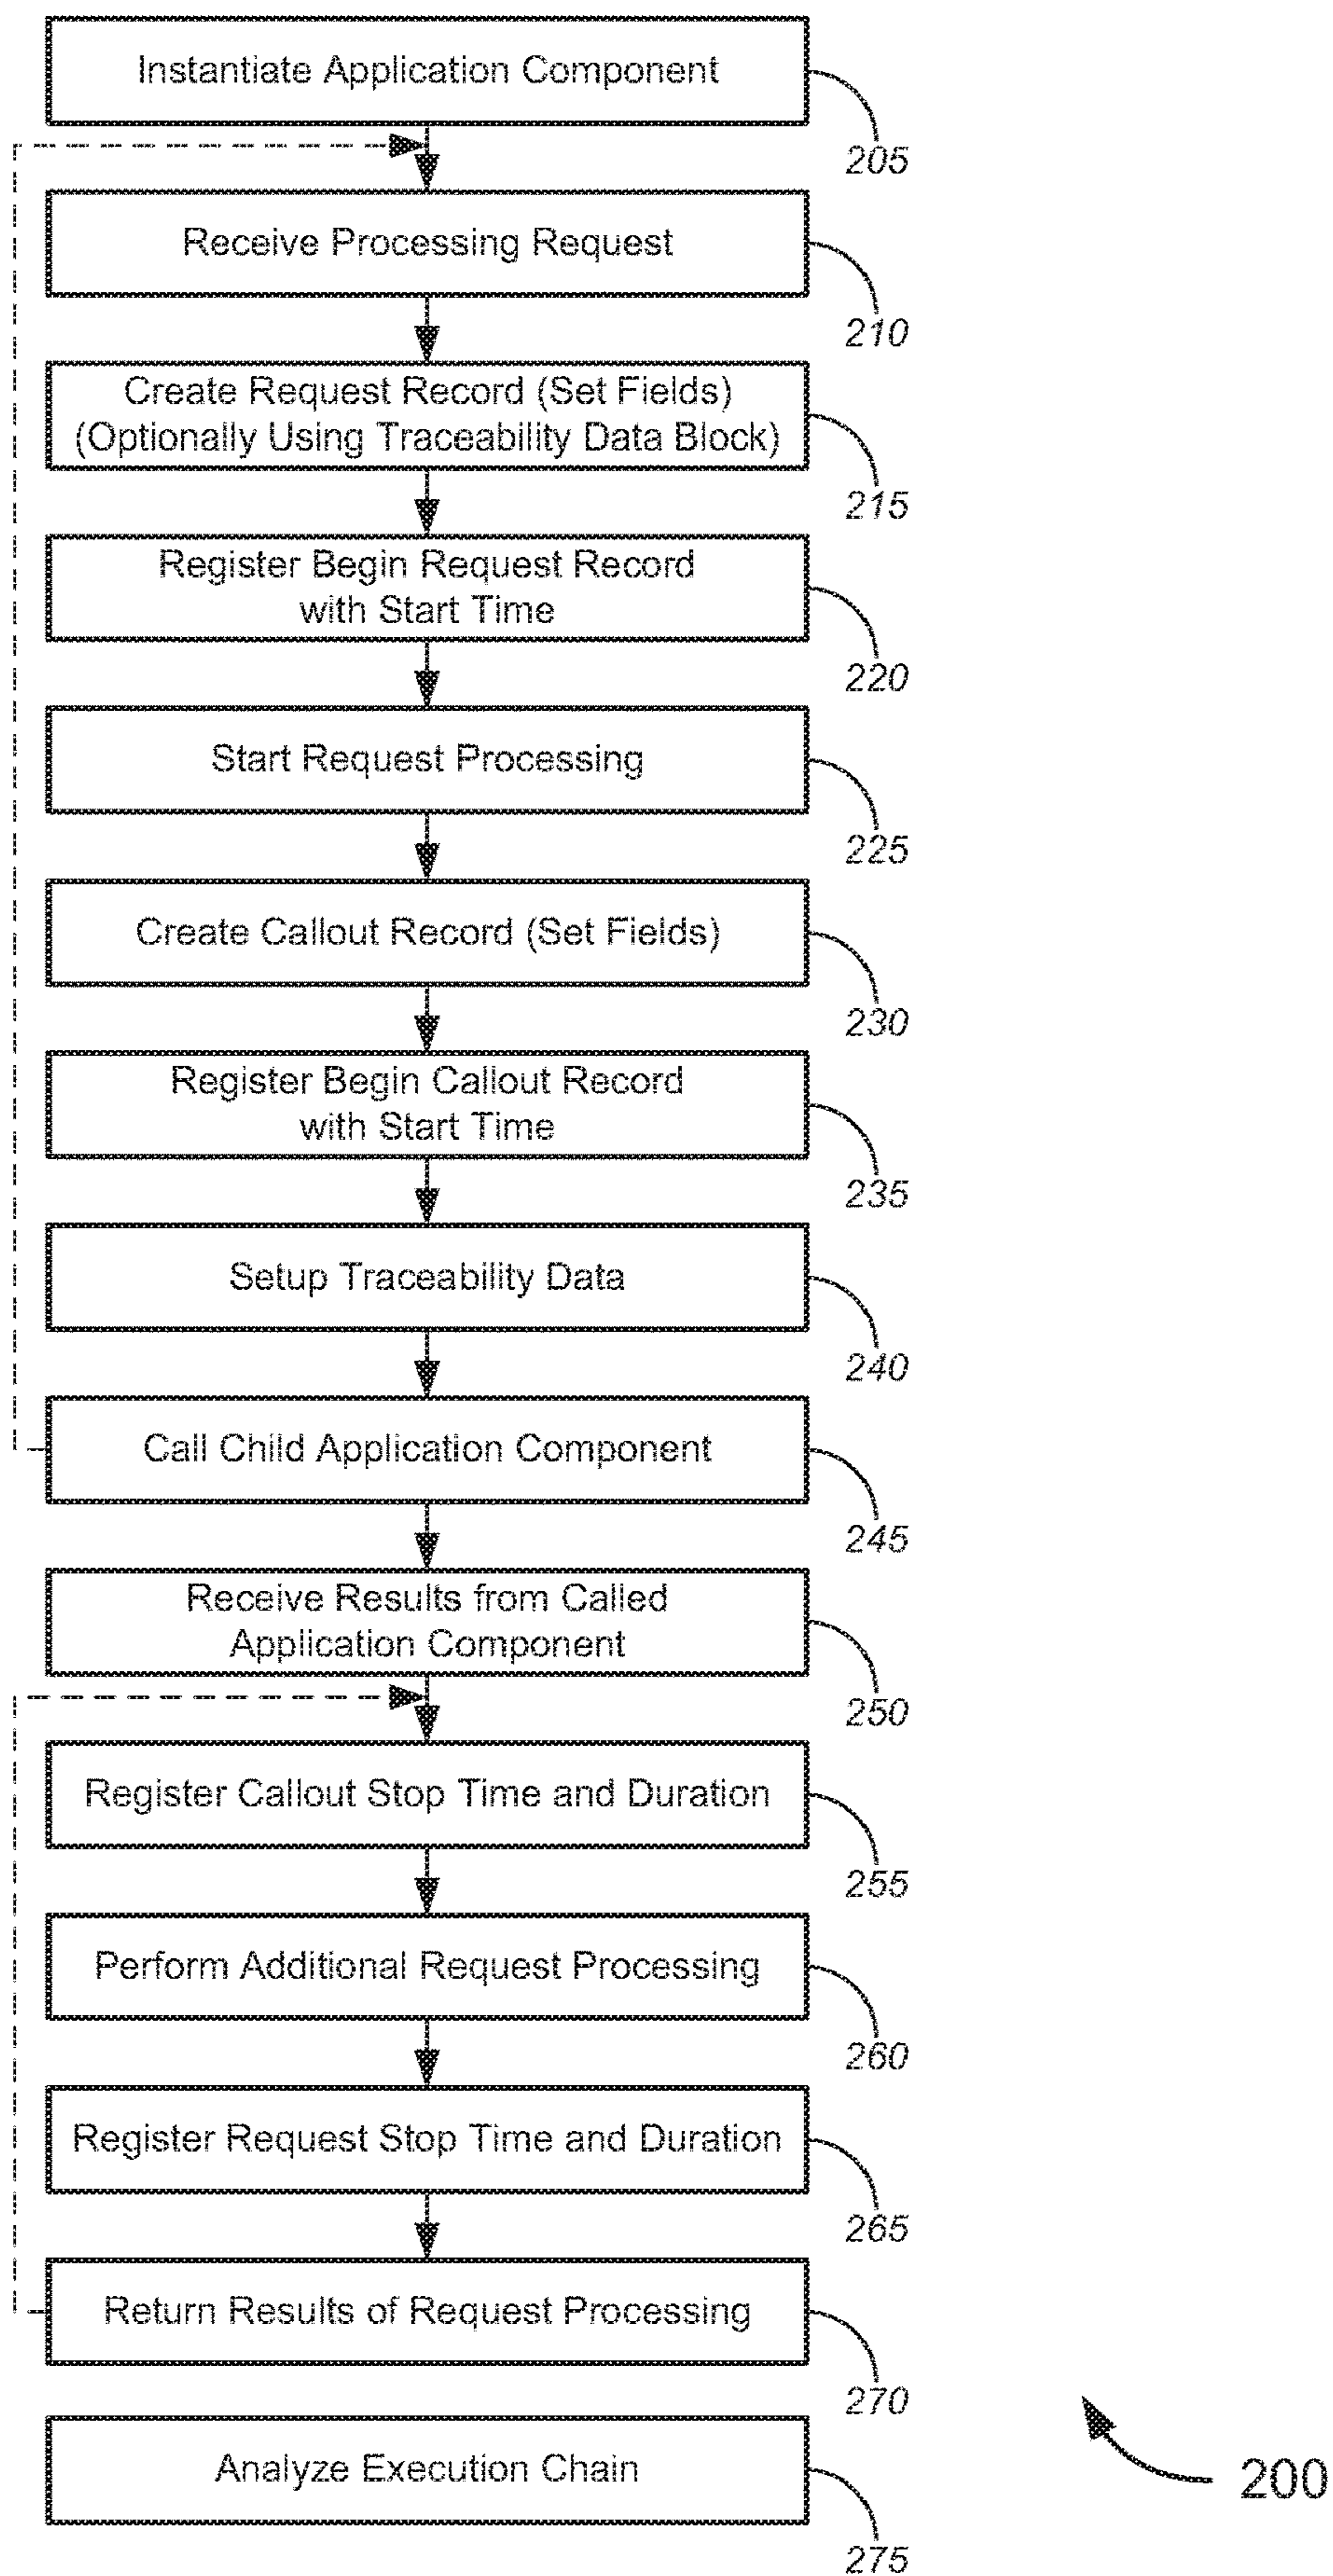 Instantiate Application Component
205
Receive Processing Request
210
Create Request Record (Set Fields)
(Optionally Using Traceability Data Block)
215
Register Begin Request Record
with Start Time
220
Start Request Processing
225
Create Callout Record (Set Fields)
230
Register Begin Callout Record
with Start Time
235
Setup Traceability Data
240
Call Child Application Component
245
Receive Results from Called
Application Component
250
Register Callout Stop Time and Duration
255
Perform Additional Request Processing
260
Register Request Stop Time and Duration
265
Return Results of Request Processing
270
Analyze Execution Chain
275
200